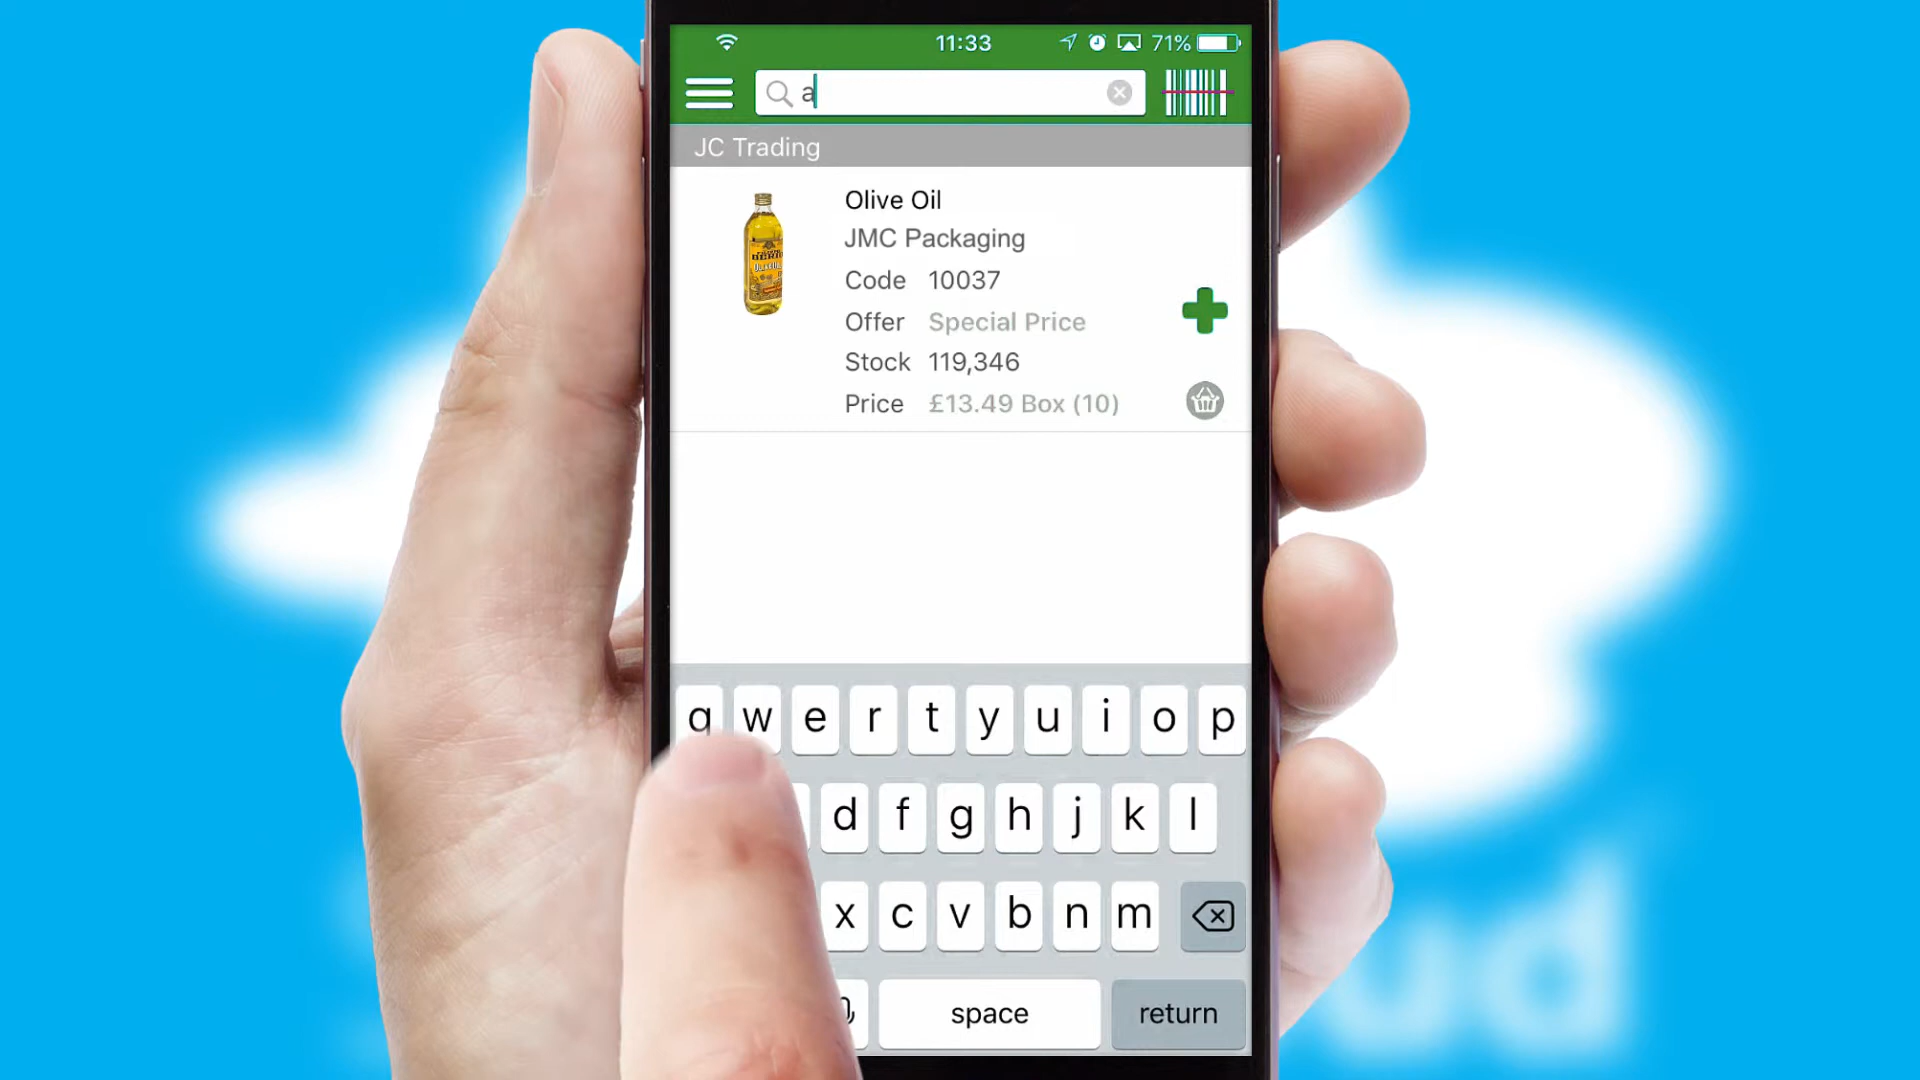 11:33
71%
a
JC Trading
Olive Oil
JMC Packaging
Code 10037
Offer Special Price
Stock 119,346
Price £13.49 Box (10)
q w e r t y u i o p
d f g h j k l
x c v b n m
space return
ud